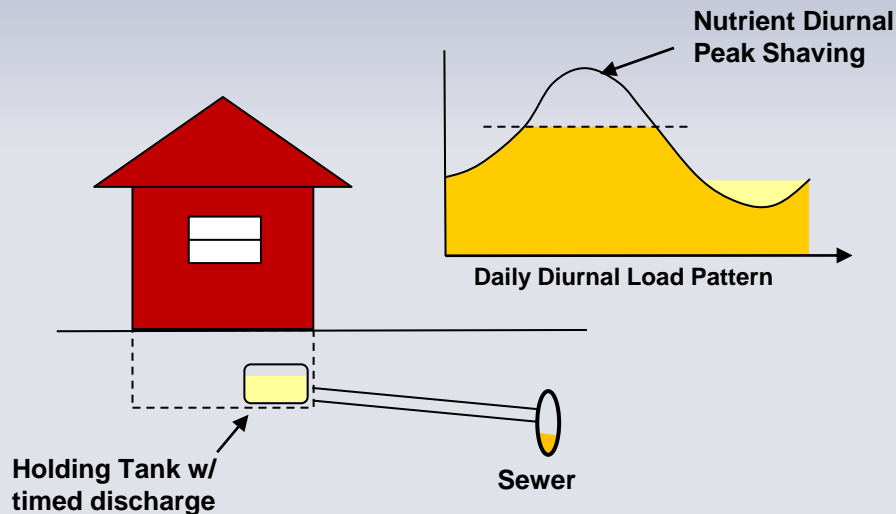 Nutrient Diurnal
Peak Shaving
Daily Diurnal Load Pattern
Holding Tank w/
timed discharge
Sewer